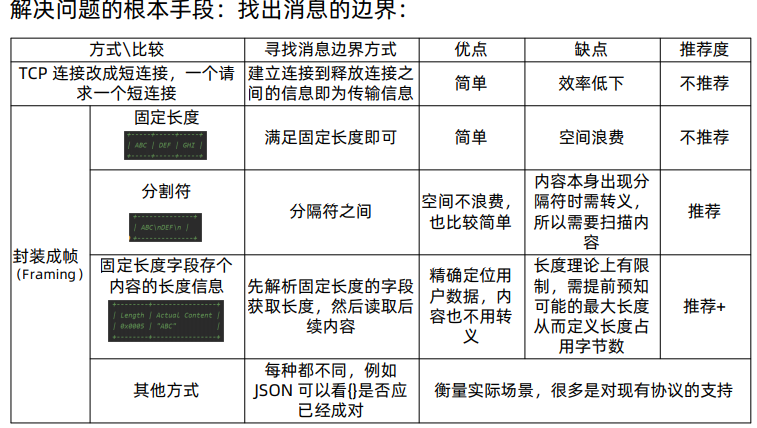 解决问题的根本手段：找出消息的边界：
方式\比较 寻找消息边界方式 优点 缺点 推荐度
TCP 连接改成短连接，一个请
求一个短连接
建立连接到释放连接之
间的信息即为传输信息
简单
效率低下
不推荐
封装成帧
（Framing）
固定长度
+-----+-----+-----+
| ABC | DEF | GHI |
+-----+-----+-----+
满足固定长度即可
简单
空间浪费
不推荐
分割符
+--------------+
| ABC\nDEF\n |
+--------------+
分隔符之间
空间不浪费，
也比较简单
内容本身出现分
隔符时需转义，
所以需要扫描内
容
推荐
固定长度字段存个
内容的长度信息
+--------+----------------+
| Length | Actual Content |
| 0x0005 | "ABC" |
+--------+----------------+
先解析固定长度的字段
获取长度，然后读取后
续内容
精确定位用
户数据，内
容也不用转
义
长度理论上有限
制，需提前预知
可能的最大长度
从而定义长度占
用字节数
推荐+
其他方式
每种都不同，例如
JSON 可以看{}是否应
已经成对
衡量实际场景，很多是对现有协议的支持